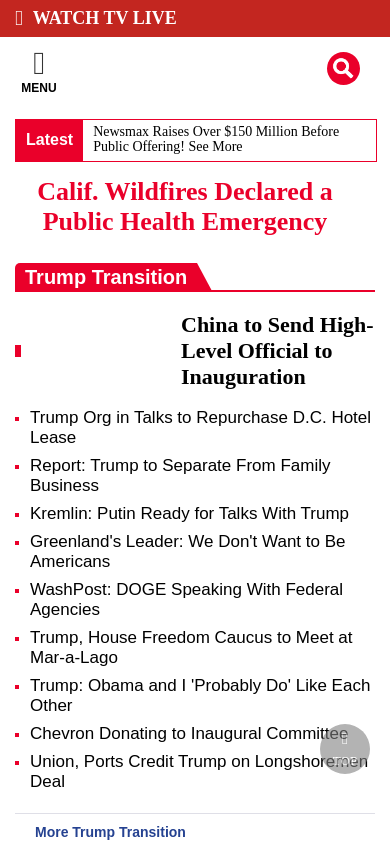 WATCH TV LIVE
MENU
Latest
Newsmax Raises Over $150 Million Before
Public Offering! See More
Calif. Wildfires Declared a
Public Health Emergency
Trump Transition
China to Send High-
Level Official to
Inauguration
Trump Org in Talks to Repurchase D.C. Hotel
Lease
Report: Trump to Separate From Family
Business
Kremlin: Putin Ready for Talks With Trump
Greenland's Leader: We Don't Want to Be
Americans
WashPost: DOGE Speaking With Federal
Agencies
Trump, House Freedom Caucus to Meet at
Mar-a-Lago
Trump: Obama and I 'Probably Do' Like Each
Other
Chevron Donating to Inaugural Committee
Union, Ports Credit Trump on Longshoremen
Deal
TOP
More Trump Transition